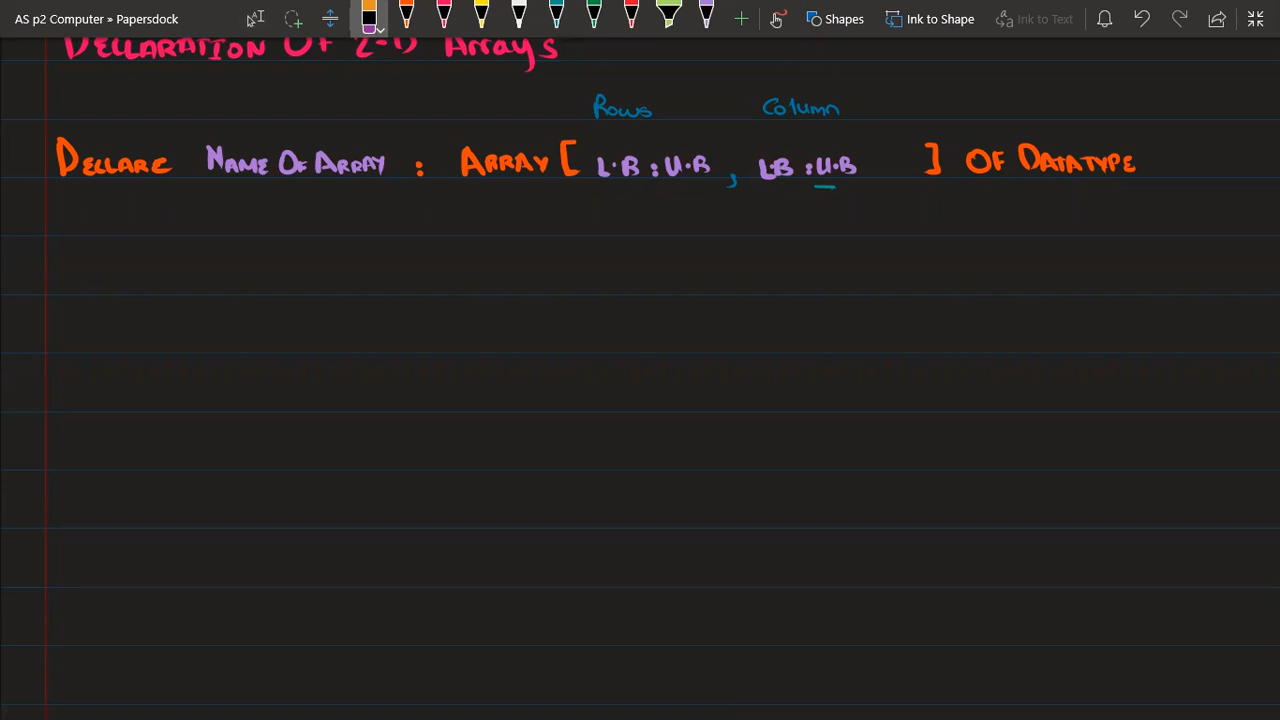 AS p2 Computer » Papersdock
Shapes
Ink to Shape
Ink to Text
DECLARATION OF 2-D Arrays
Rows Column
DECLARE NAME OF ARRAY : ARRAY [ L.B : U.B , L.B : U.B ] OF DATATYPE